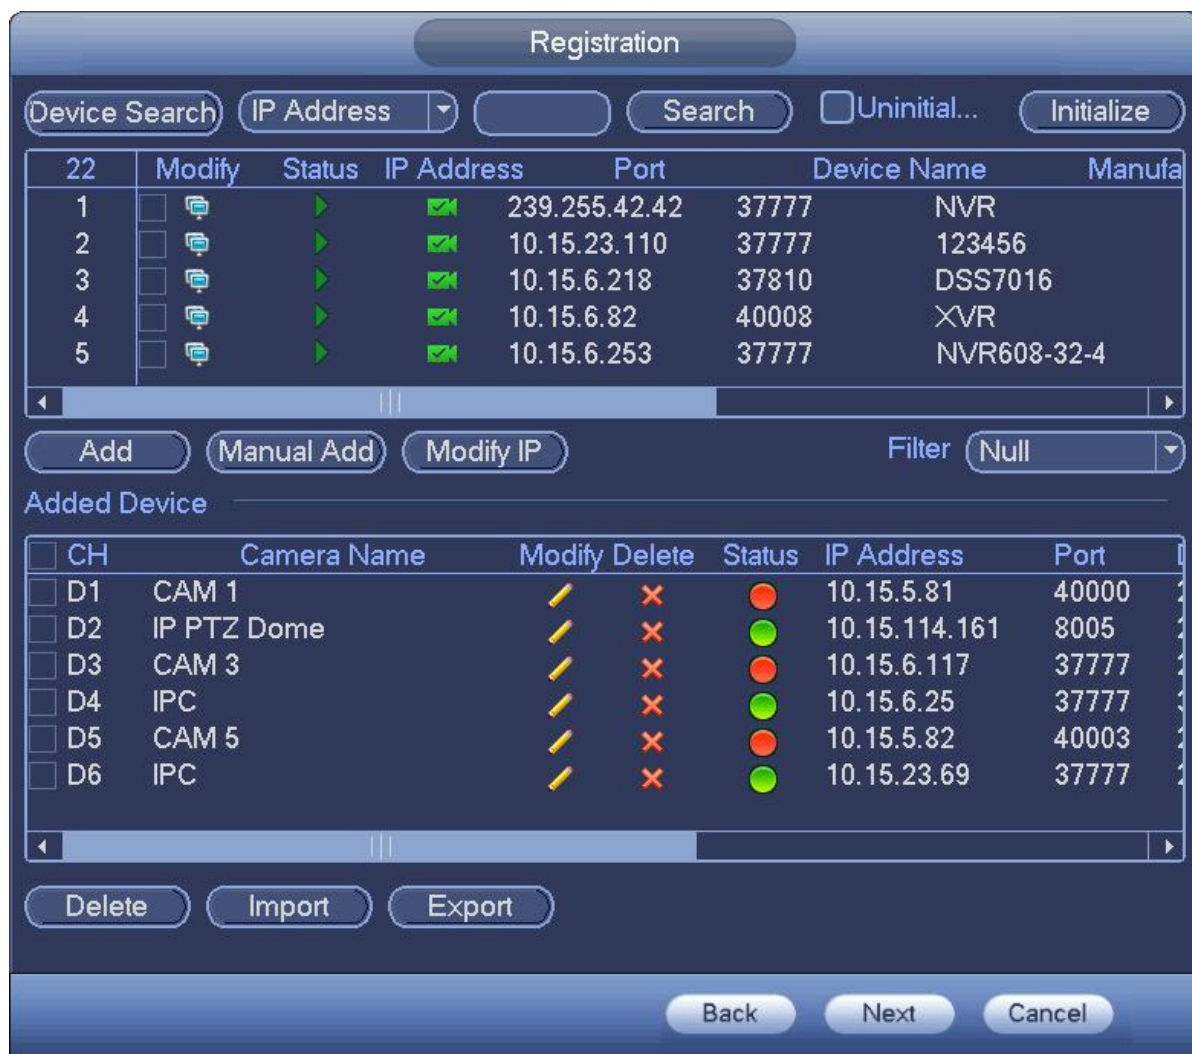 Registration
Device Search IP Address Search Uninitial... Initialize
22 Modify Status IP Address Port Device Name Manufa
1 239.255.42.42 37777 NVR
2 10.15.23.110 37777 123456
3 10.15.6.218 37810 DSS7016
4 10.15.6.82 40008 XVR
5 10.15.6.253 37777 NVR608-32-4
Add Manual Add Modify IP Filter Null
Added Device
CH Camera Name Modify Delete Status IP Address Port
D1 CAM 1 10.15.5.81 40000
D2 IP PTZ Dome 10.15.114.161 8005
D3 CAM 3 10.15.6.117 37777
D4 IPC 10.15.6.25 37777
D5 CAM 5 10.15.5.82 40003
D6 IPC 10.15.23.69 37777
Delete Import Export
Back Next Cancel